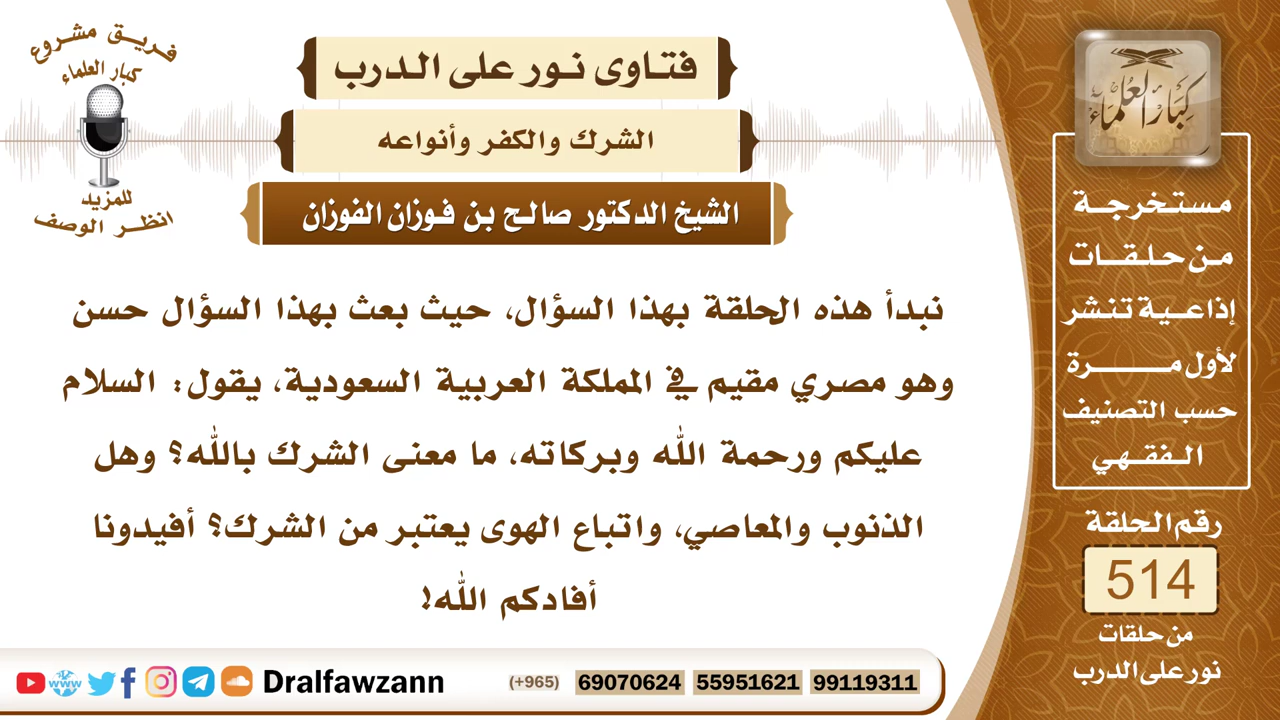 فتاوى نور على الدرب
الشرك والكفر وأنواعه
الشيخ الدكتور صالح بن فوزان الفوزان
نبدأ هذه الحلقة بهذا السؤال، حيث بعث بهذا السؤال حسن
وهو مصري مقيم في المملكة العربية السعودية، يقول: السلام
عليكم ورحمة الله وبركاته، ما معنى الشرك بالله؟ وهل
الذنوب والمعاصي، واتباع الهوى يعتبر من الشرك؟ أفيدونا
أفادكم الله!
فريق مشروع
كبار العلماء
للمزيد
انظر الوصف
كبار العلماء
مستخرجة
من حلقات
إذاعية تنشر
لأول مرة
حسب التصنيف
الفقهي
رقم الحلقة
514
من حلقات
نور على الدرب
www
Dralfawzann
(+965) 69070624 55951621 99119311